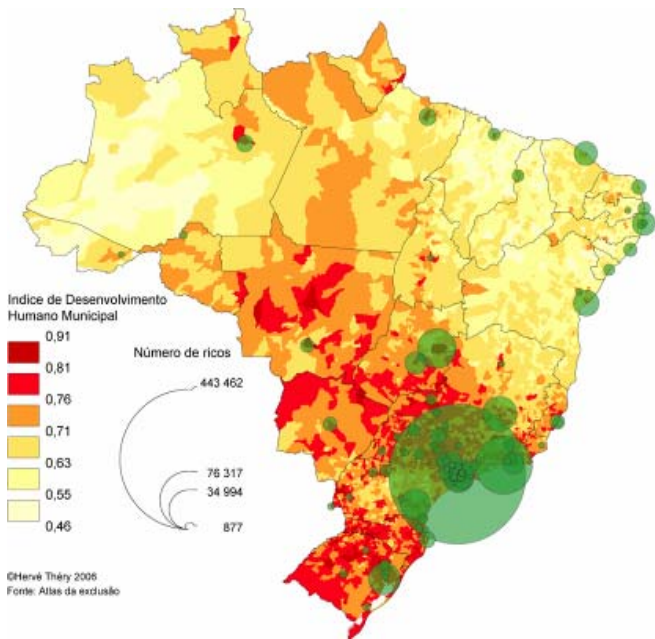 Indice de Desenvolvimento
Humano Municipal
0,91
0,81
0,76
0,71
0,63
0,55
0,46
Número de ricos
443 462
76 317
34 994
877
©Hervé Théry 2006
Fonte: Atlas da exclusão